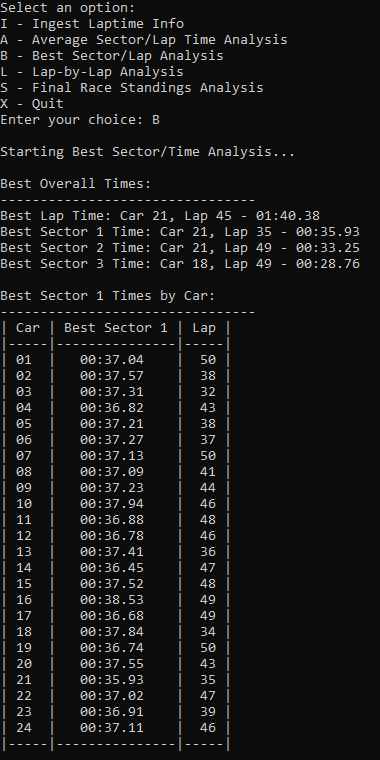 Select an option:
I - Ingest Laptime Info
A - Average Sector/Lap Time Analysis
B - Best Sector/Lap Analysis
L - Lap-by-Lap Analysis
S - Final Race Standings Analysis
X - Quit
Enter your choice: B

Starting Best Sector/Time Analysis...

Best Overall Times:
--------------------------------
Best Lap Time: Car 21, Lap 45 - 01:40.38
Best Sector 1 Time: Car 21, Lap 35 - 00:35.93
Best Sector 2 Time: Car 21, Lap 49 - 00:33.25
Best Sector 3 Time: Car 18, Lap 49 - 00:28.76

Best Sector 1 Times by Car:
--------------------------------
| Car | Best Sector 1 | Lap |
|-----|---------------|-----|
| 01  |   00:37.04    |  50 |
| 02  |   00:37.57    |  38 |
| 03  |   00:37.31    |  32 |
| 04  |   00:36.82    |  43 |
| 05  |   00:37.21    |  38 |
| 06  |   00:37.27    |  37 |
| 07  |   00:37.13    |  50 |
| 08  |   00:37.09    |  41 |
| 09  |   00:37.23    |  44 |
| 10  |   00:37.94    |  46 |
| 11  |   00:36.88    |  48 |
| 12  |   00:36.78    |  46 |
| 13  |   00:37.41    |  36 |
| 14  |   00:36.45    |  47 |
| 15  |   00:37.52    |  48 |
| 16  |   00:38.53    |  49 |
| 17  |   00:36.68    |  49 |
| 18  |   00:37.84    |  34 |
| 19  |   00:36.74    |  50 |
| 20  |   00:37.55    |  43 |
| 21  |   00:35.93    |  35 |
| 22  |   00:37.02    |  47 |
| 23  |   00:36.91    |  39 |
| 24  |   00:37.11    |  46 |
|-----|---------------|-----|